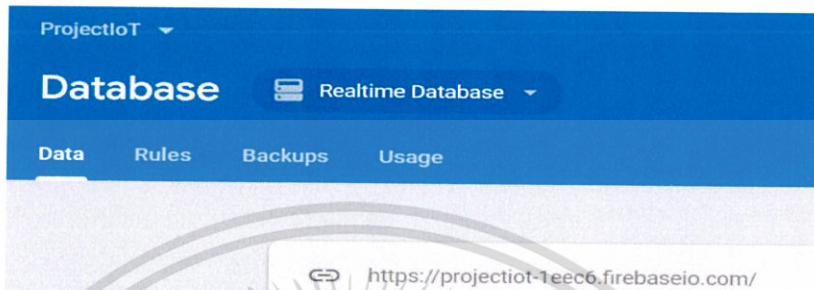 ProjectIoT
Database Realtime Database
Data Rules Backups Usage
https://projectiot-1eec6.firebaseio.com/